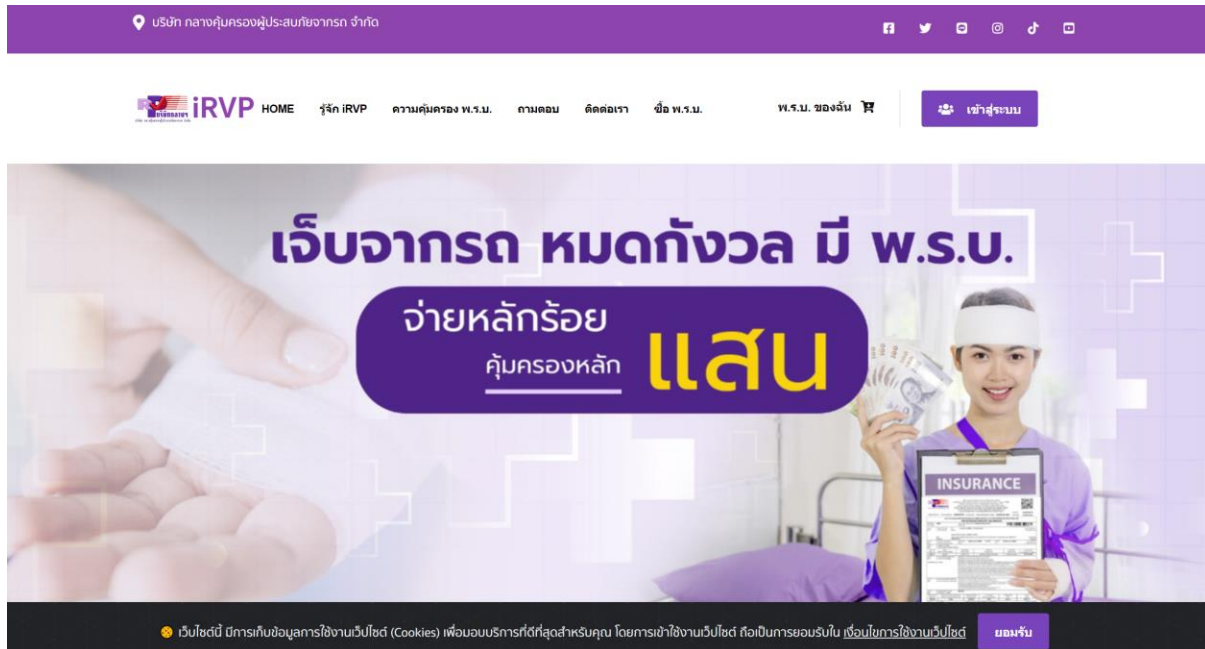 บริษัท กลางคุ้มครองผู้ประสบภัยจากรถ จำกัด
iRVP HOME รู้จัก iRVP ความคุ้มครอง พ.ร.บ. ถามตอบ ติดต่อเรา ซื้อ พ.ร.บ. พ.ร.บ. ของฉัน เข้าสู่ระบบ
เจ็บจากรถ หมดกังวล มี พ.ร.บ.
จ่ายหลักร้อย
คุ้มครองหลัก แสน
INSURANCE
เว็บไซต์นี้ มีการเก็บข้อมูลการใช้งานเว็บไซต์ (Cookies) เพื่อมอบบริการที่ดีที่สุดสำหรับคุณ โดยการเข้าใช้งานเว็บไซต์ ถือเป็นการยอมรับใน เงื่อนไขการใช้งานเว็บไซต์ ยอมรับ